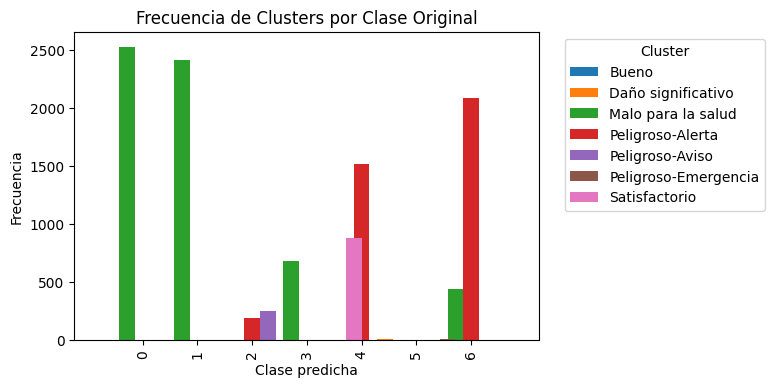 Frecuencia de Clusters por Clase Original
Frecuencia
2500
2000
1500
1000
500
0
0
1
2
3
4
5
6
Clase predicha
Cluster
Bueno
Daño significativo
Malo para la salud
Peligroso-Alerta
Peligroso-Aviso
Peligroso-Emergencia
Satisfactorio